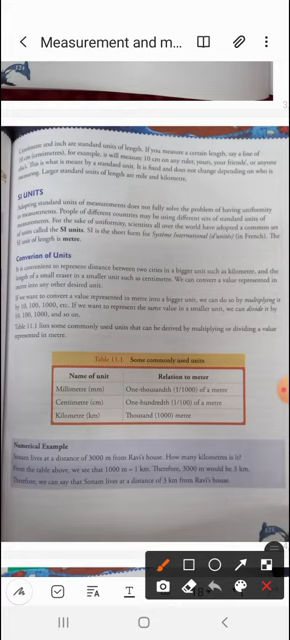 Measurement and m...
Centimetre and inch are standard units of length. If you measure a certain length, say a line of
10 cm (centimetres), for example, it will measure 10 cm on any ruler, yours, your friends', or anyone
else's. This is what is meant by a standard unit. It is fixed and does not change depending on who is
measuring. Larger standard units of length are mile and kilometre.
SI UNITS
Adopting standard units of measurements does not fully solve the problem of having uniformity
in measurements. People of different countries may be using different sets of standard units of
measurements. For the sake of uniformity, scientists all over the world have adopted a common set
of units called the SI units. SI is the short form for Systeme International (d'unités) (in French). The
SI unit of length is metre.
Converion of Units
It is convenient to represent distance between two cities in a bigger unit such as kilometre, and the
length of a small eraser in a smaller unit such as centimetre. We can convert a value represented in
metre into any other desired unit.
If we want to convert a value represented in metre into a bigger unit, we can do so by multiplying it
by 10, 100, 1000, etc. If we want to represent the same value in a smaller unit, we can divide it by
10, 100, 1000, and so on.
Table 11.1 lists some commonly used units that can be derived by multiplying or dividing a value
represented in metre.
Table 11.1 Some commonly used units
Name of unit Relation to meter
Millimetre (mm) One-thousandth (1/1000) of a metre
Centimetre (cm) One-hundredth (1/100) of a metre
Kilometre (km) Thousand (1000) metre
Numerical Example
Sonam lives at a distance of 3000 m from Ravi's house. How many kilometres is it?
From the table above, we see that 1000 m = 1 km. Therefore, 3000 m would be 3 km.
Therefore, we can say that Sonam lives at a distance of 3 km from Ravi's house.